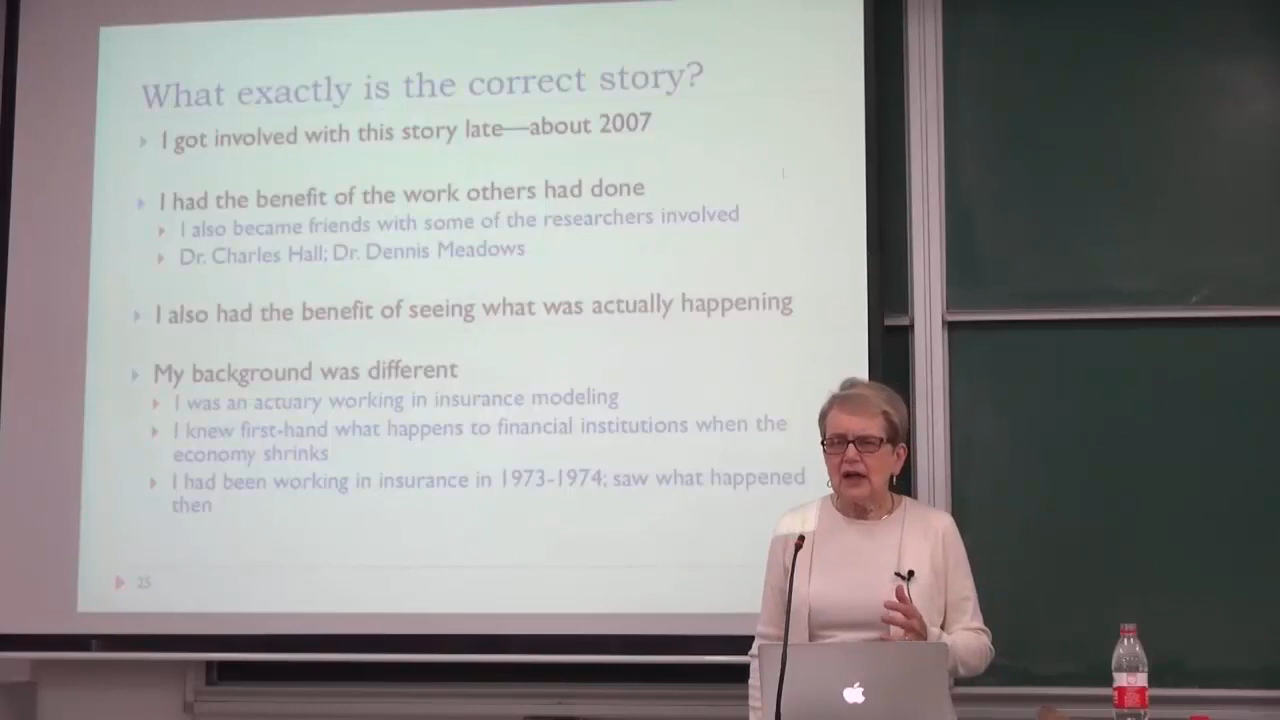 What exactly is the correct story?
I got involved with this story late—about 2007
I had the benefit of the work others had done
I also became friends with some of the researchers involved
Dr. Charles Hall; Dr. Dennis Meadows
I also had the benefit of seeing what was actually happening
My background was different
I was an actuary working in insurance modeling
I knew first-hand what happens to financial institutions when the
economy shrinks
I had been working in insurance in 1973-1974; saw what happened
then
25